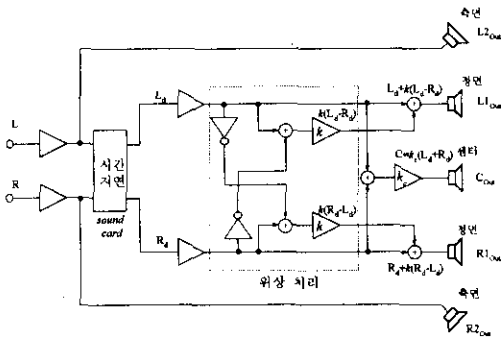 측면
L2Out
정면
L1Out
Ld+k(Ld-Rd)
Ld
k(Ld-Rd)
k
L
시간
지연
센터
C=kc(Ld+Rd)
kc
COut
R
sound
card
k(Rd-Ld)
k
정면
R1Out
Rd
Rd+k(Rd-Ld)
위상 처리
측면
R2Out